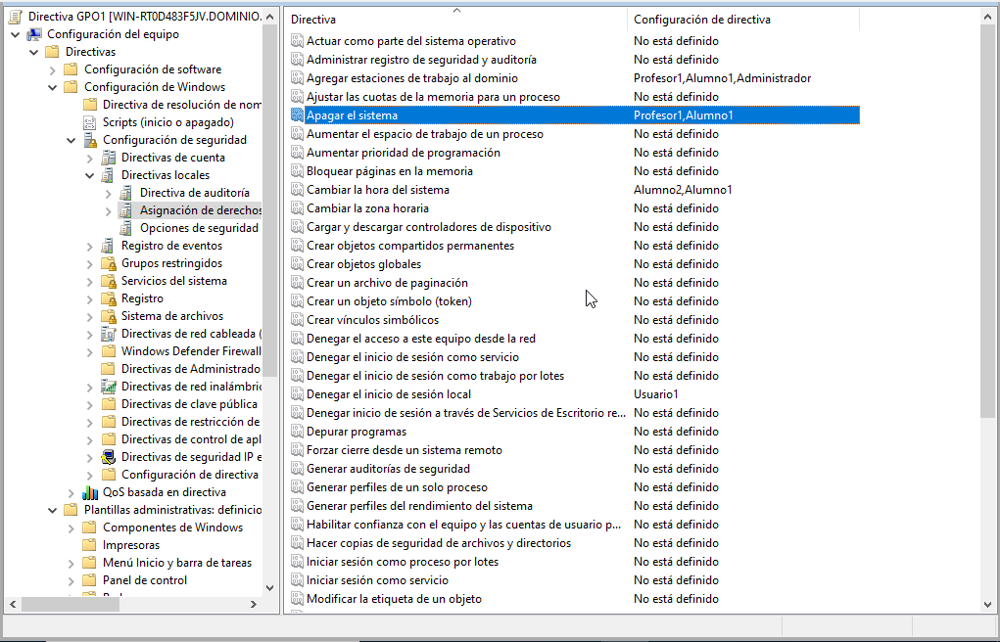 Directiva GPO1 [WIN-RT0D483F5JV.DOMINIO.
Configuración del equipo
Directivas
Configuración de software
Configuración de Windows
Directiva de resolución de nom
Scripts (inicio o apagado)
Configuración de seguridad
Directivas de cuenta
Directivas locales
Directiva de auditoría
Asignación de derechos
Opciones de seguridad
Registro de eventos
Grupos restringidos
Servicios del sistema
Registro
Sistema de archivos
Directivas de red cableada (
Windows Defender Firewall
Directivas de Administrado
Directivas de red inalámbric
Directivas de clave pública
Directivas de restricción de
Directivas de control de apl
Directivas de seguridad IP e
Configuración de directiva
QoS basada en directiva
Plantillas administrativas: definicio
Componentes de Windows
Impresoras
Menú Inicio y barra de tareas
Panel de control
Directiva Configuración de directiva
Actuar como parte del sistema operativo No está definido
Administrar registro de seguridad y auditoría No está definido
Agregar estaciones de trabajo al dominio Profesor1,Alumno1,Administrador
Ajustar las cuotas de la memoria para un proceso No está definido
Apagar el sistema Profesor1,Alumno1
Aumentar el espacio de trabajo de un proceso No está definido
Aumentar prioridad de programación No está definido
Bloquear páginas en la memoria No está definido
Cambiar la hora del sistema Alumno2,Alumno1
Cambiar la zona horaria No está definido
Cargar y descargar controladores de dispositivo No está definido
Crear objetos compartidos permanentes No está definido
Crear objetos globales No está definido
Crear un archivo de paginación No está definido
Crear un objeto símbolo (token) No está definido
Crear vínculos simbólicos No está definido
Denegar el acceso a este equipo desde la red No está definido
Denegar el inicio de sesión como servicio No está definido
Denegar el inicio de sesión como trabajo por lotes No está definido
Denegar el inicio de sesión local Usuario1
Denegar inicio de sesión a través de Servicios de Escritorio re... No está definido
Depurar programas No está definido
Forzar cierre desde un sistema remoto No está definido
Generar auditorías de seguridad No está definido
Generar perfiles de un solo proceso No está definido
Generar perfiles del rendimiento del sistema No está definido
Habilitar confianza con el equipo y las cuentas de usuario p... No está definido
Hacer copias de seguridad de archivos y directorios No está definido
Iniciar sesión como proceso por lotes No está definido
Iniciar sesión como servicio No está definido
Modificar la etiqueta de un objeto No está definido